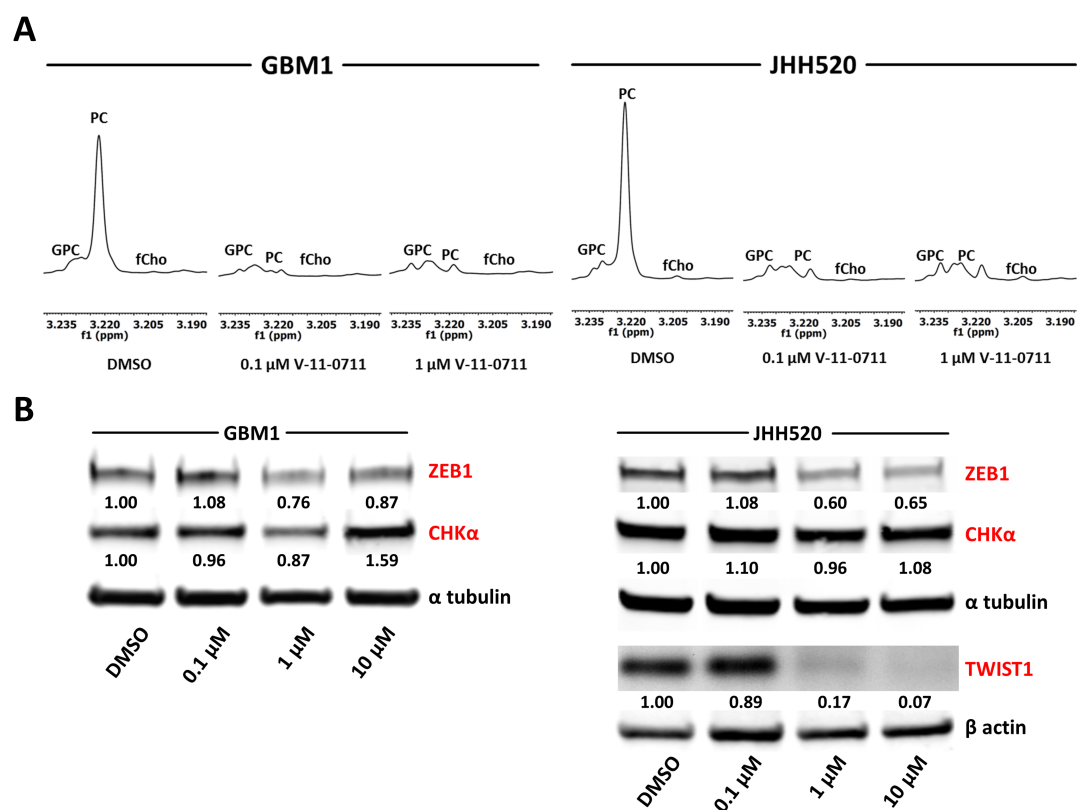 A
GBM1
JHH520
PC
GPC
fCho
GPC
PC
fCho
GPC
PC
fCho
PC
GPC
fCho
GPC
PC
fCho
GPC
PC
fCho
3.235 3.220 3.205 3.190
f1 (ppm)
3.235 3.220 3.205 3.190
f1 (ppm)
3.235 3.220 3.205 3.190
f1 (ppm)
3.235 3.220 3.205 3.190
f1 (ppm)
3.235 3.220 3.205 3.190
f1 (ppm)
3.235 3.220 3.205 3.190
f1 (ppm)
DMSO
0.1 µM V-11-0711
1 µM V-11-0711
DMSO
0.1 µM V-11-0711
1 µM V-11-0711
B
GBM1
ZEB1
1.00 1.08 0.76 0.87
CHKα
1.00 0.96 0.87 1.59
α tubulin
DMSO 0.1 µM 1 µM 10 µM
JHH520
ZEB1
1.00 1.08 0.60 0.65
CHKα
1.00 1.10 0.96 1.08
α tubulin
TWIST1
1.00 0.89 0.17 0.07
β actin
DMSO 0.1 µM 1 µM 10 µM